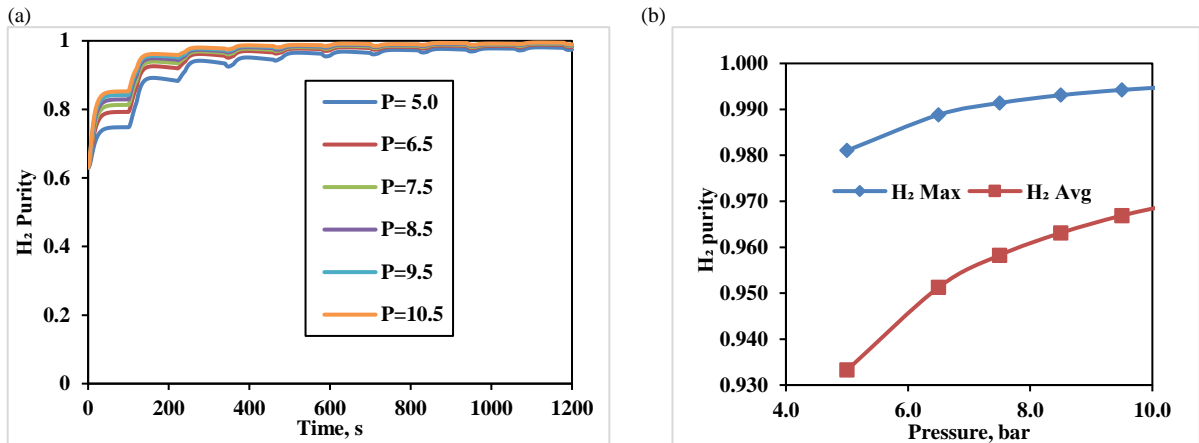 (a)
H₂ Purity
1
0.8
0.6
0.4
0.2
0
0
200
400
600
800
1000
1200
Time, s
P= 5.0
P=6.5
P=7.5
P=8.5
P=9.5
P=10.5
(b)
H₂ purity
1.000
0.990
0.980
0.970
0.960
0.950
0.940
0.930
4.0
6.0
8.0
10.0
Pressure, bar
H₂ Max
H₂ Avg